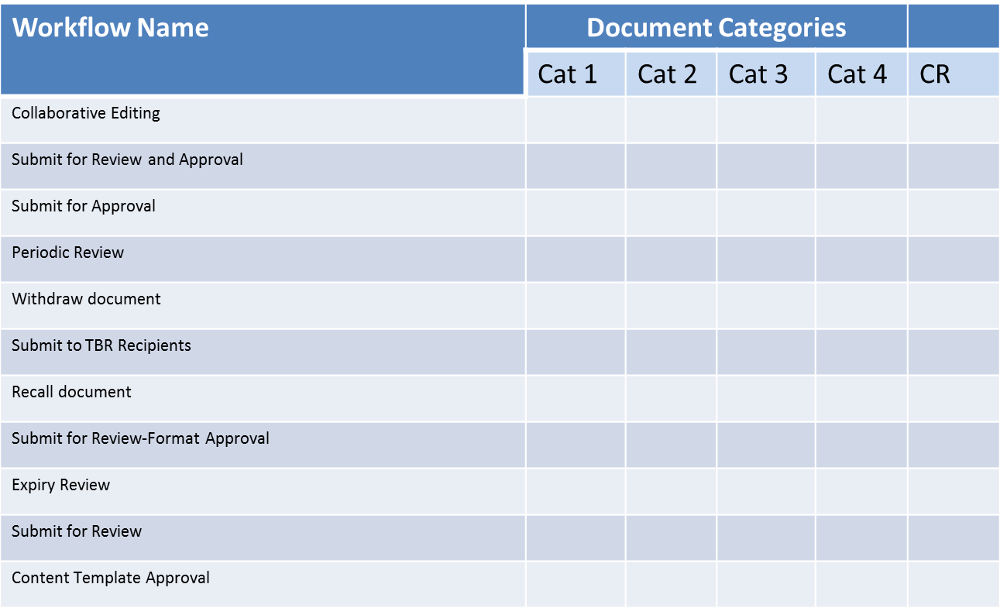 Workflow Name
Document Categories
Cat 1 Cat 2 Cat 3 Cat 4 CR
Collaborative Editing
Submit for Review and Approval
Submit for Approval
Periodic Review
Withdraw document
Submit to TBR Recipients
Recall document
Submit for Review-Format Approval
Expiry Review
Submit for Review
Content Template Approval